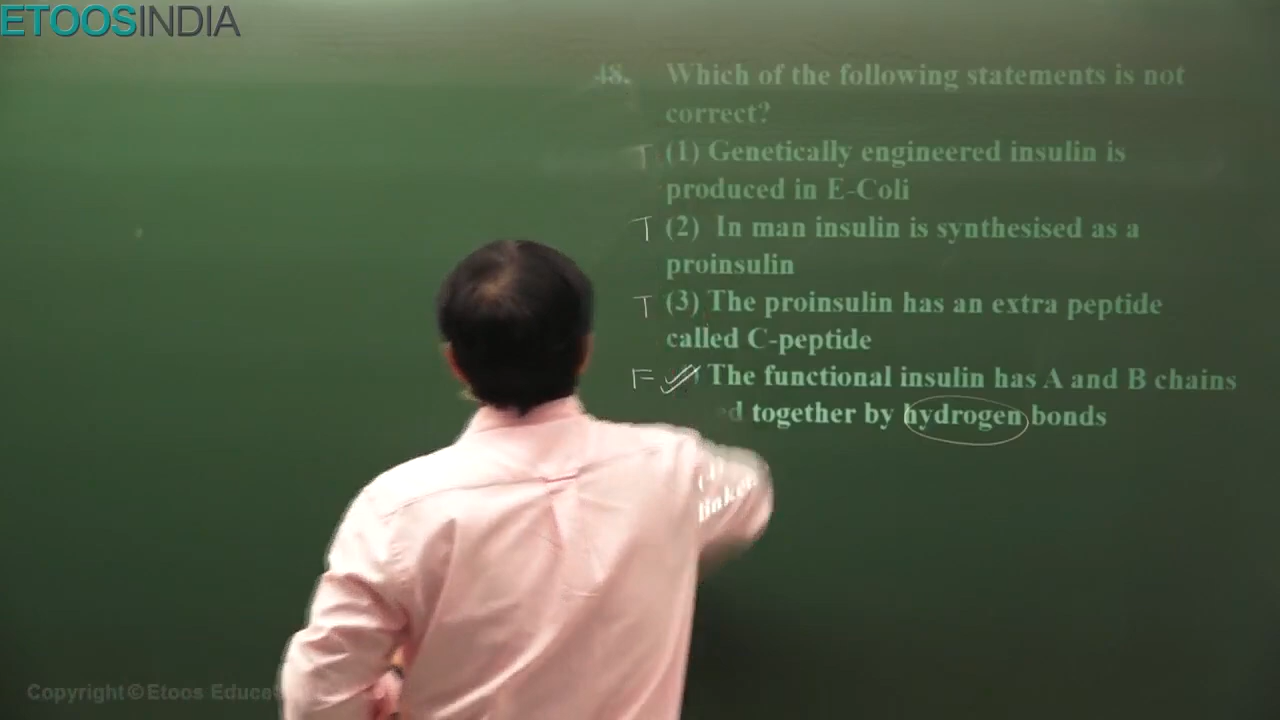 ETOOSINDIA
48. Which of the following statements is not
correct?
T (1) Genetically engineered insulin is
produced in E-Coli
T (2) In man insulin is synthesised as a
proinsulin
T (3) The proinsulin has an extra peptide
called C-peptide
F ✓ The functional insulin has A and B chains
together by hydrogen bonds
Copyright © Etoos